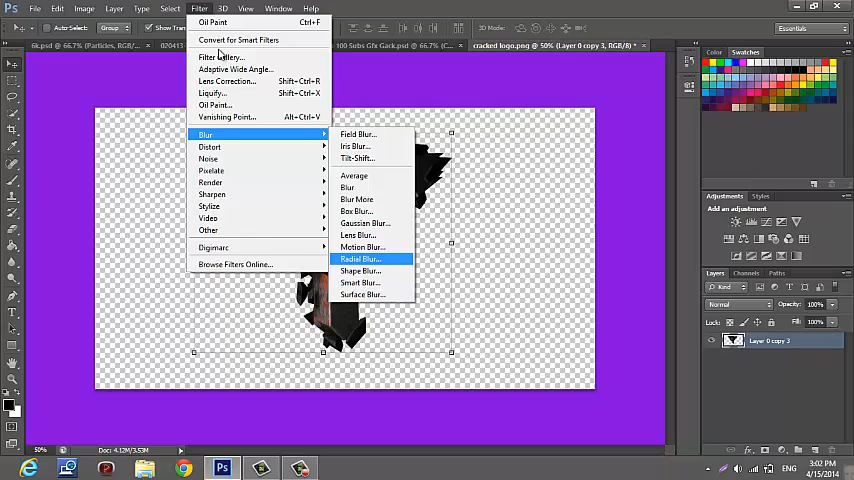 Ps File Edit Image Layer Type Select Filter 3D View Window Help
Auto-Select: Group Show Tran Essentials
6k.psd @ 66.7% (Particles, RGB/... × 020413 100 Subs Gfx Gack.psd @ 66.7% (RGB/... × cracked logo.png @ 50% (Layer 0 copy 3, RGB/8) * ×
Oil Paint Ctrl+F
Convert for Smart Filters
Filter Gallery...
Adaptive Wide Angle...
Lens Correction... Shift+Ctrl+R
Liquify... Shift+Ctrl+X
Oil Paint...
Vanishing Point... Alt+Ctrl+V
Blur
Distort
Noise
Pixelate
Render
Sharpen
Stylize
Video
Other
Digimarc
Browse Filters Online...
Field Blur...
Iris Blur...
Tilt-Shift...
Average
Blur
Blur More
Box Blur...
Gaussian Blur...
Lens Blur...
Motion Blur...
Radial Blur...
Shape Blur...
Smart Blur...
Surface Blur...
Color Swatches
Adjustments Styles
Add an adjustment
Layers Channels Paths
Kind
Normal Opacity: 100%
Lock: Fill: 100%
Layer 0 copy 3
50% Doc: 4.12M/3.53M
Ps ENG 3:02 PM
4/15/2014